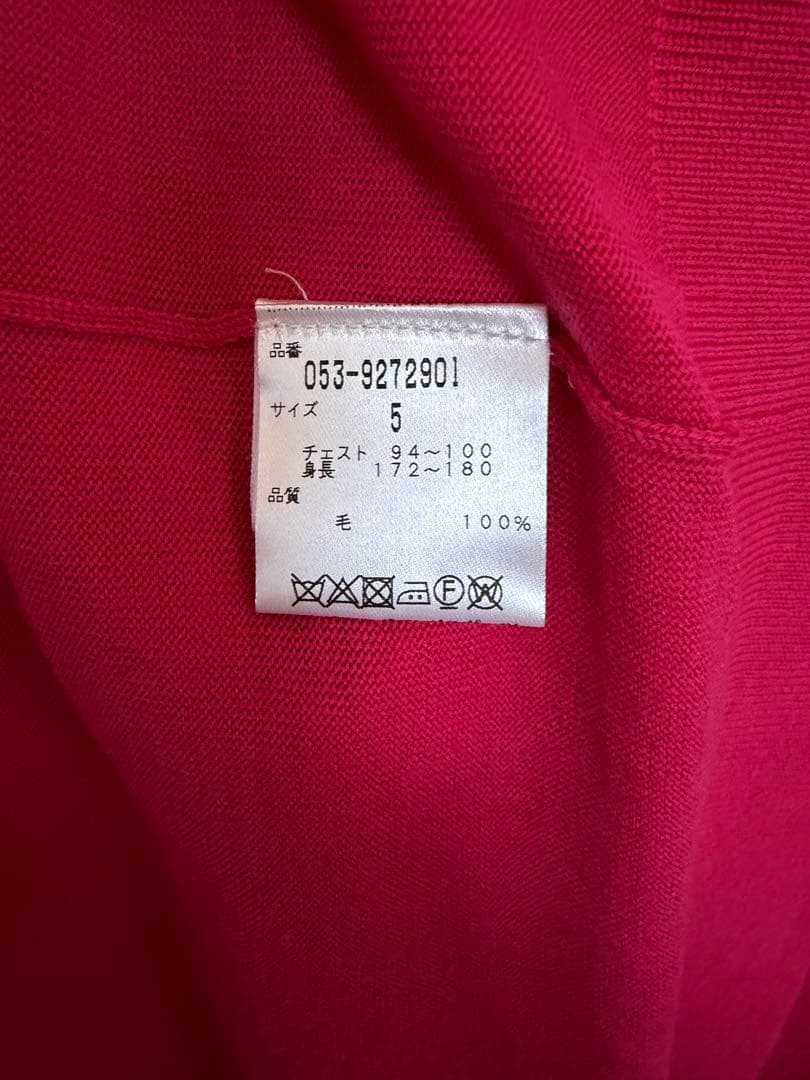 品番
053-9272901
サイズ 5
チェスト 94～100
身長 172～180
品質
毛 100%